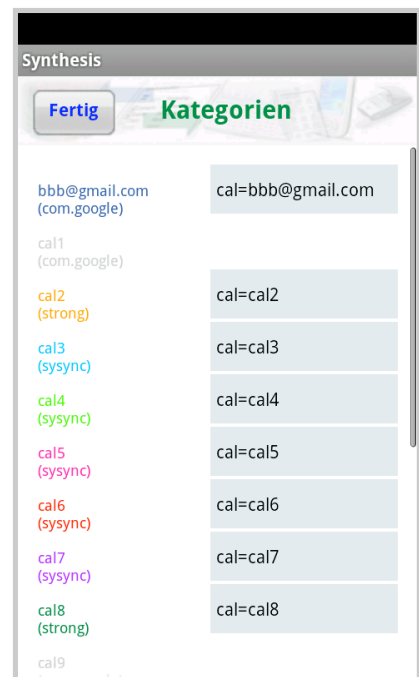 Synthesis
Fertig
Kategorien
bbb@gmail.com
(com.google)
cal=bbb@gmail.com
cal1
(com.google)
cal2
(strong)
cal=cal2
cal3
(sysync)
cal=cal3
cal4
(sysync)
cal=cal4
cal5
(sysync)
cal=cal5
cal6
(sysync)
cal=cal6
cal7
(sysync)
cal=cal7
cal8
(strong)
cal=cal8
cal9